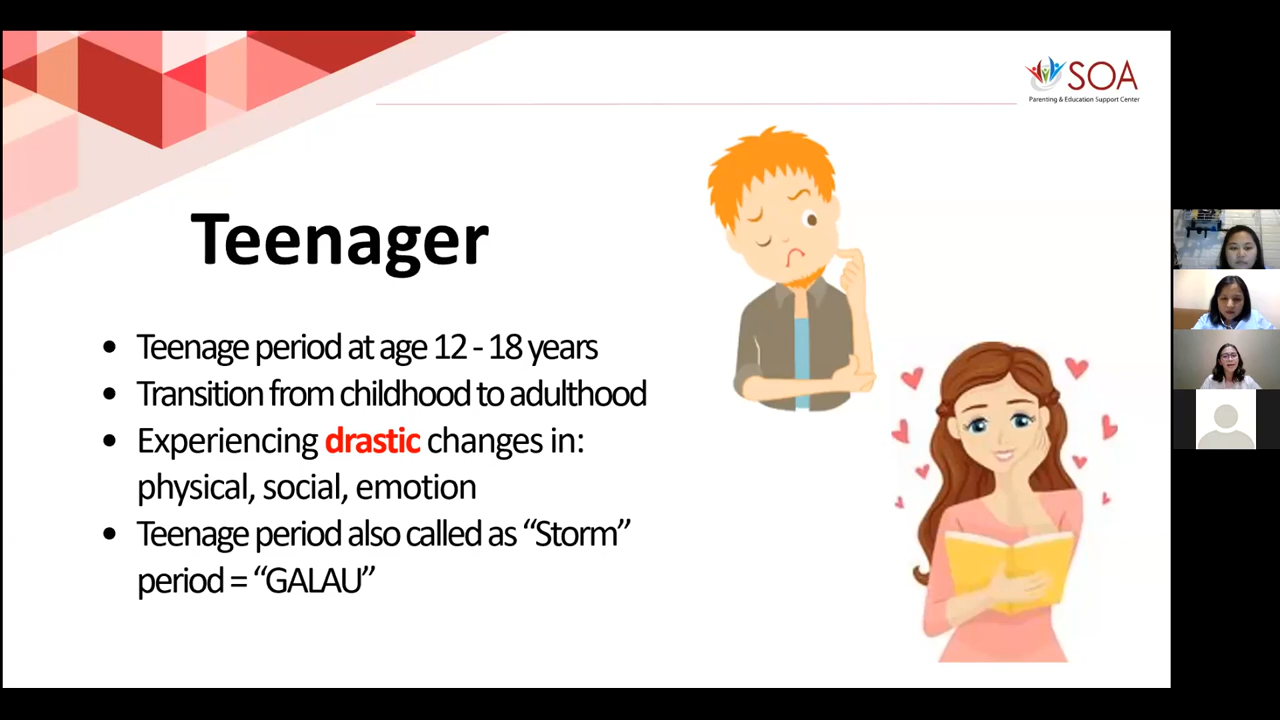 SOA
Parenting & Education Support Center
Teenager
• Teenage period at age 12 - 18 years
• Transition from childhood to adulthood
• Experiencing drastic changes in:
physical, social, emotion
• Teenage period also called as “Storm”
period = “GALAU”